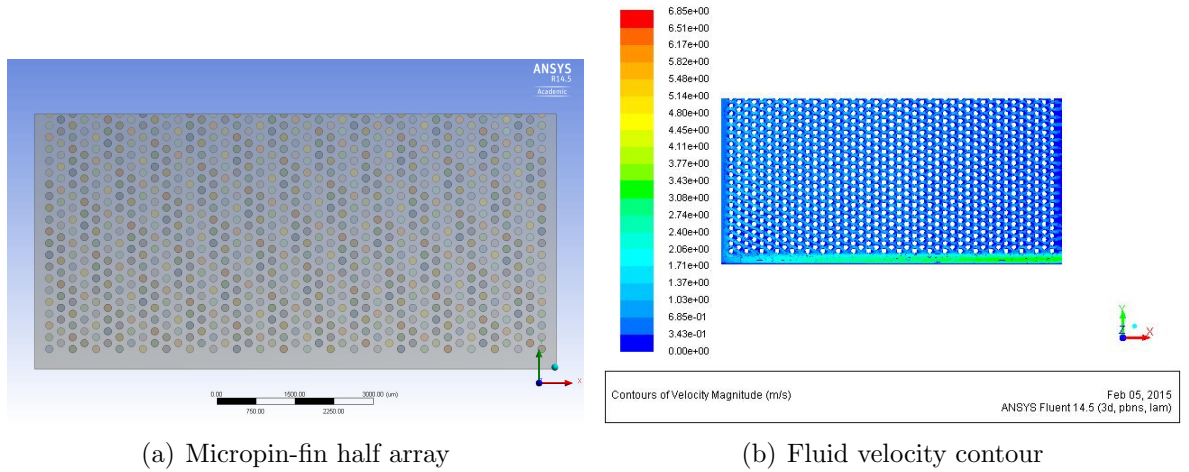 ANSYS
R14.5
Academic
0.00
1500.00
3000.00 (um)
750.00
2250.00
X
6.85e+00
6.51e+00
6.17e+00
5.82e+00
5.48e+00
5.14e+00
4.80e+00
4.45e+00
4.11e+00
3.77e+00
3.43e+00
3.08e+00
2.74e+00
2.40e+00
2.06e+00
1.71e+00
1.37e+00
1.03e+00
6.85e-01
3.43e-01
0.00e+00
Y
Z
X
Contours of Velocity Magnitude (m/s)
Feb 05, 2015
ANSYS Fluent 14.5 (3d, pbns, lam)
(a) Micropin-fin half array
(b) Fluid velocity contour